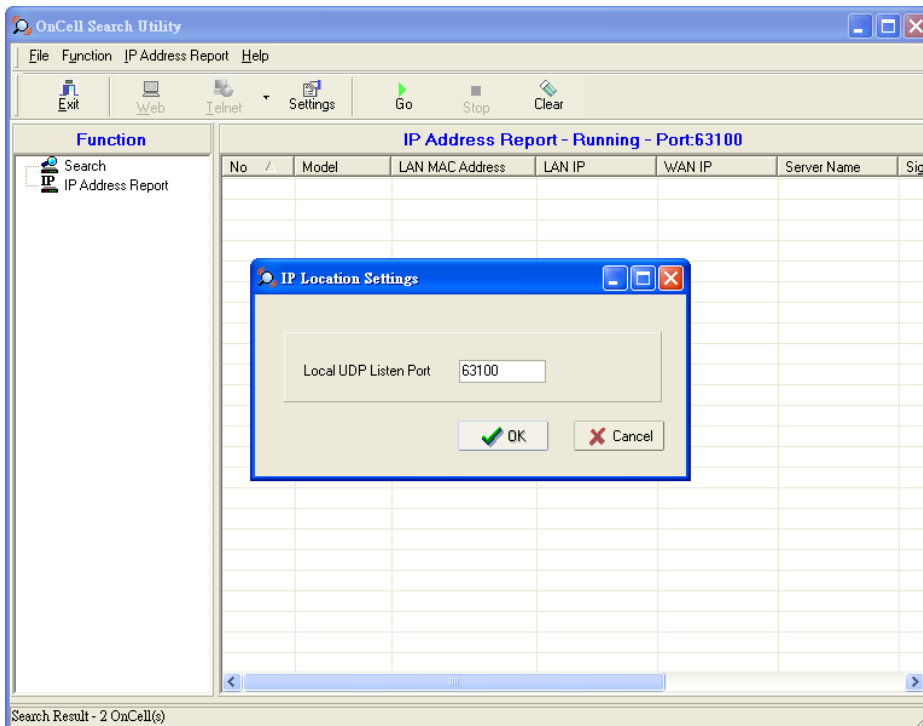 OnCell Search Utility
File Function IP Address Report Help
Exit Web Telnet Settings Go Stop Clear
Function
Search
IP IP Address Report
IP Address Report - Running - Port:63100
No Model LAN MAC Address LAN IP WAN IP Server Name Sig
IP Location Settings
Local UDP Listen Port 63100
OK Cancel
Search Result - 2 OnCell(s)